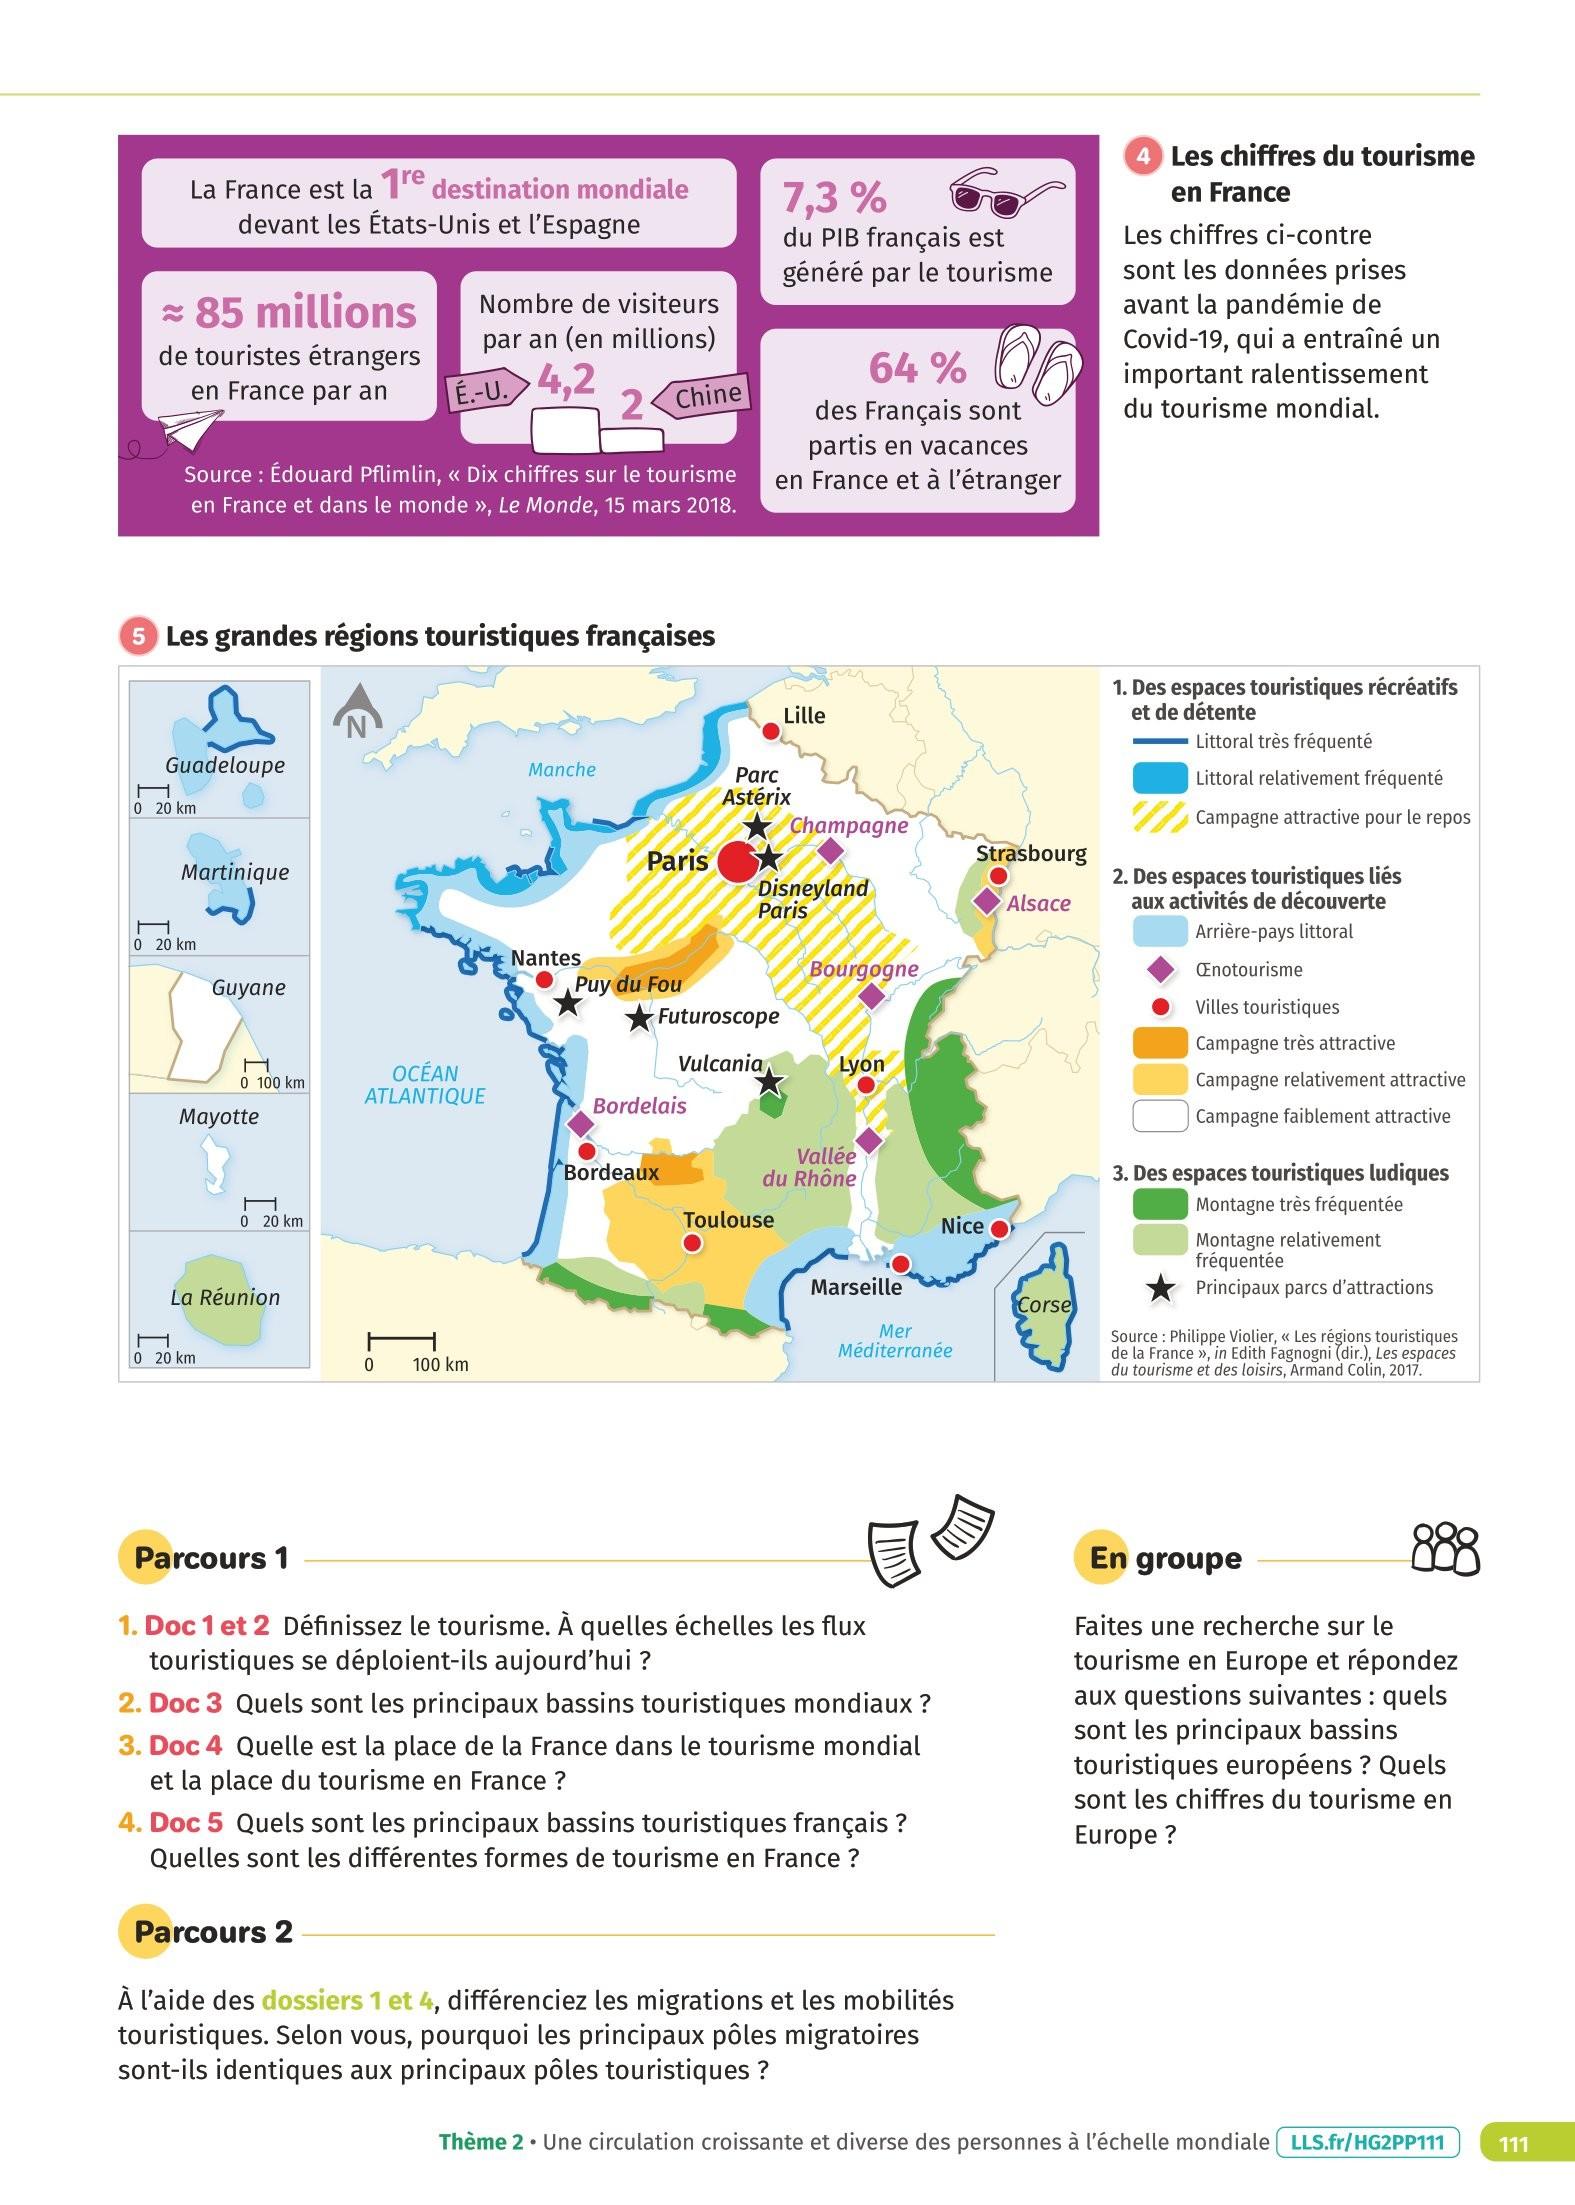 La France est la 1re destination mondiale
devant les États-Unis et l'Espagne
≈ 85 millions
de touristes étrangers
en France par an
Nombre de visiteurs
par an (en millions)
É.-U.
4,2
2
Chine
7,3 %
du PIB français est
généré par le tourisme
64 %
des Français sont
partis en vacances
en France et à l'étranger
Source : Édouard Pflimlin, « Dix chiffres sur le tourisme
en France et dans le monde », Le Monde, 15 mars 2018.
4 Les chiffres du tourisme
en France
Les chiffres ci-contre
sont les données prises
avant la pandémie de
Covid-19, qui a entraîné un
important ralentissement
du tourisme mondial.
5 Les grandes régions touristiques françaises
Guadeloupe
0 20 km
Martinique
0 20 km
Guyane
0 100 km
Mayotte
0 20 km
La Réunion
0 20 km
N
Manche
Lille
Parc
Astérix
Champagne
Paris
Disneyland
Paris
Strasbourg
Alsace
Nantes
Puy du Fou
Bourgogne
Futuroscope
Vulcania
Lyon
OCÉAN
ATLANTIQUE
Bordelais
Bordeaux
Vallée
du Rhône
Toulouse
Nice
Marseille
Corse
Mer
Méditerranée
0 100 km
1. Des espaces touristiques récréatifs
et de détente
Littoral très fréquenté
Littoral relativement fréquenté
Campagne attractive pour le repos
2. Des espaces touristiques liés
aux activités de découverte
Arrière-pays littoral
Œnotourisme
Villes touristiques
Campagne très attractive
Campagne relativement attractive
Campagne faiblement attractive
3. Des espaces touristiques ludiques
Montagne très fréquentée
Montagne relativement
fréquentée
Principaux parcs d'attractions
Source : Philippe Violier, « Les régions touristiques
de la France », in Edith Fagnogni (dir.), Les espaces
du tourisme et des loisirs, Armand Colin, 2017.
Parcours 1
1. Doc 1 et 2 Définissez le tourisme. À quelles échelles les flux
touristiques se déploient-ils aujourd'hui ?
2. Doc 3 Quels sont les principaux bassins touristiques mondiaux ?
3. Doc 4 Quelle est la place de la France dans le tourisme mondial
et la place du tourisme en France ?
4. Doc 5 Quels sont les principaux bassins touristiques français ?
Quelles sont les différentes formes de tourisme en France ?
Parcours 2
À l'aide des dossiers 1 et 4, différenciez les migrations et les mobilités
touristiques. Selon vous, pourquoi les principaux pôles migratoires
sont-ils identiques aux principaux pôles touristiques ?
En groupe
Faites une recherche sur le
tourisme en Europe et répondez
aux questions suivantes : quels
sont les principaux bassins
touristiques européens ? Quels
sont les chiffres du tourisme en
Europe ?
Thème 2 • Une circulation croissante et diverse des personnes à l'échelle mondiale LLS.fr/HG2PP111 111